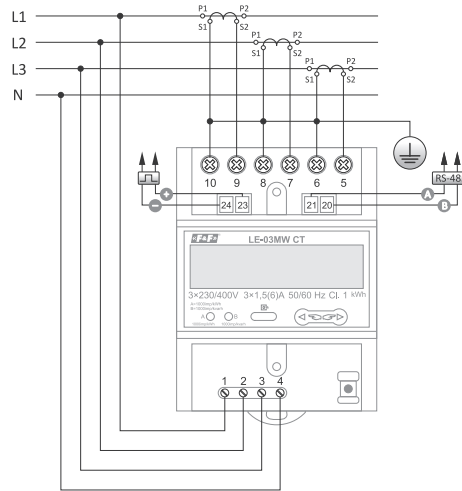 P1 P2
L1
S1 S2
P1 P2
L2
S1 S2
P1 P2
L3
S1 S2
N
10 9 8 7 6 5
RS-48
+ A
24 23 21 20
− B
F&F
LE-03MW CT
3×230/400V 3×1,5(6)A 50/60 Hz Cl. 1 kWh
A B
1 2 3 4